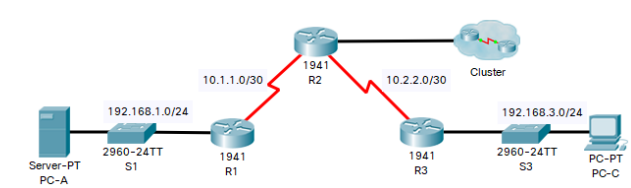 1941
R2
Cluster
10.1.1.0/30
10.2.2.0/30
192.168.1.0/24
192.168.3.0/24
Server-PT
PC-A
2960-24TT
S1
1941
R1
1941
R3
2960-24TT
S3
PC-PT
PC-C